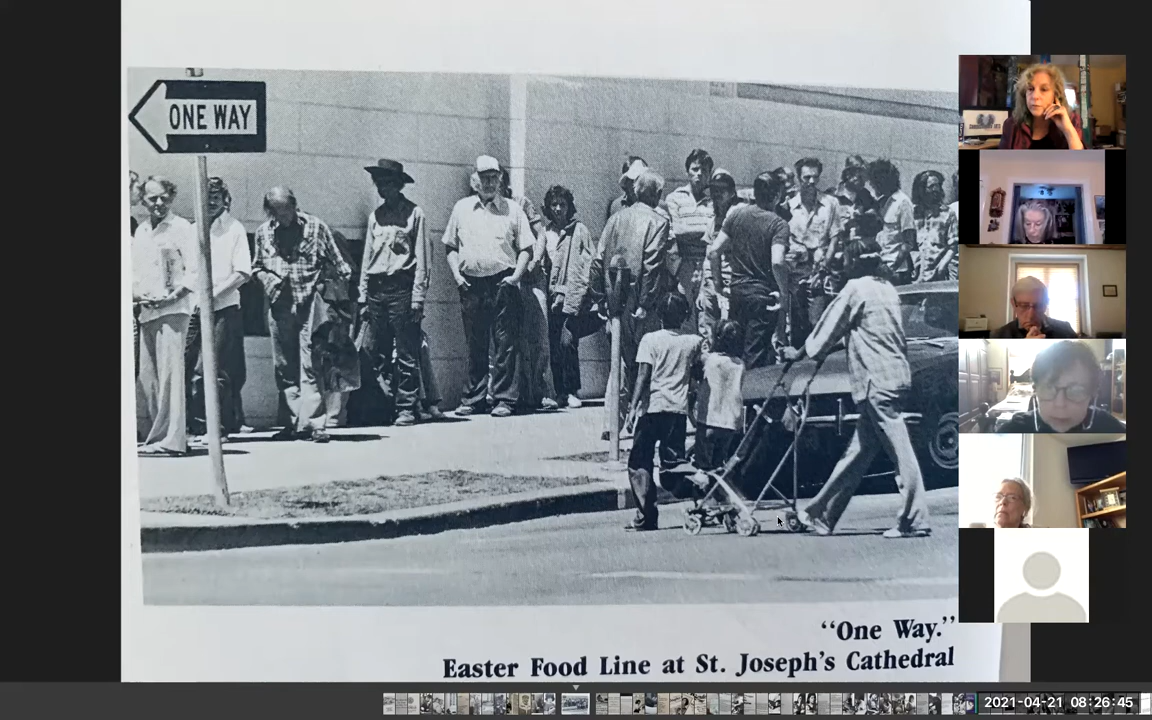 ONE WAY
“One Way.”
Easter Food Line at St. Joseph’s Cathedral
2021-04-21 08:26:45